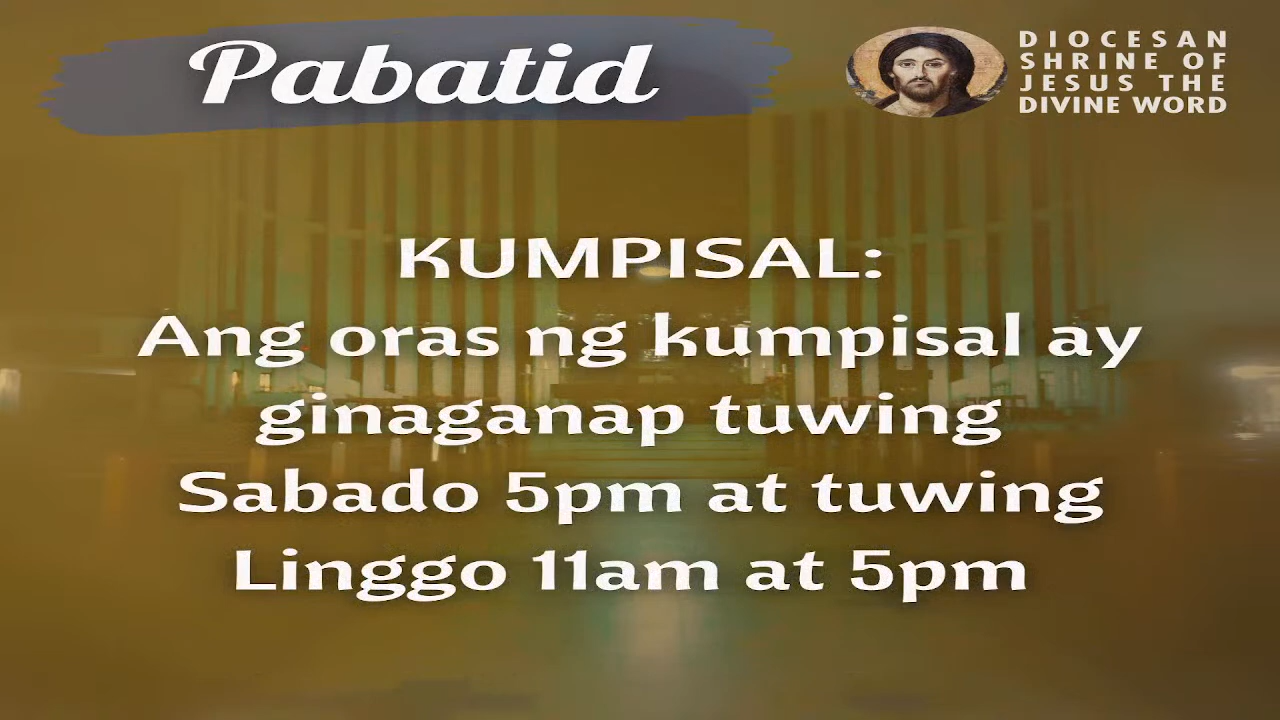 Pabatid
DIOCESAN
SHRINE OF
JESUS THE
DIVINE WORD
KUMPISAL:
Ang oras ng kumpisal ay
ginaganap tuwing
Sabado 5pm at tuwing
Linggo 11am at 5pm